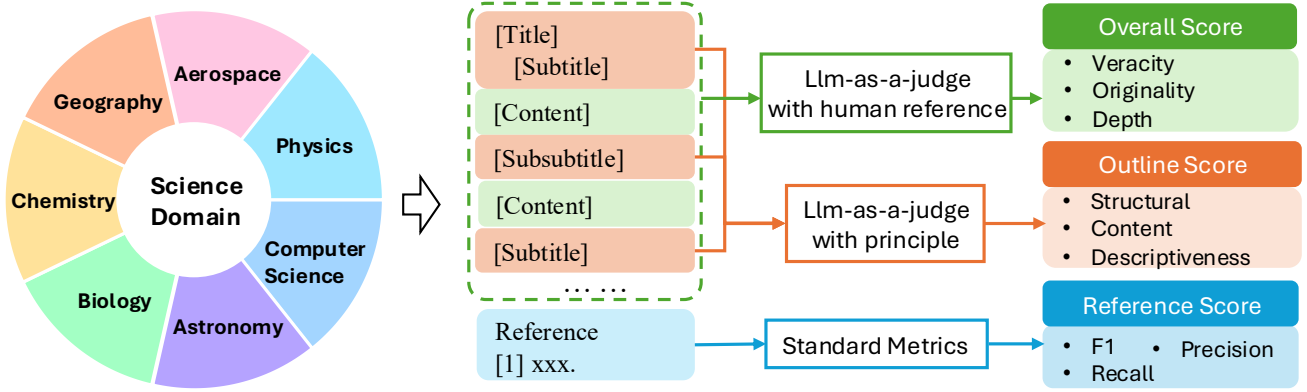 Aerospace
Geography
Physics
Chemistry
Science
Domain
Computer
Science
Biology
Astronomy
[Title]
[Subtitle]
[Content]
[Subsubtitle]
[Content]
[Subtitle]
... ...
Reference
[1] xxx.
Llm-as-a-judge
with human reference
Llm-as-a-judge
with principle
Standard Metrics
Overall Score
• Veracity
• Originality
• Depth
Outline Score
• Structural
• Content
• Descriptiveness
Reference Score
• F1 • Precision
• Recall